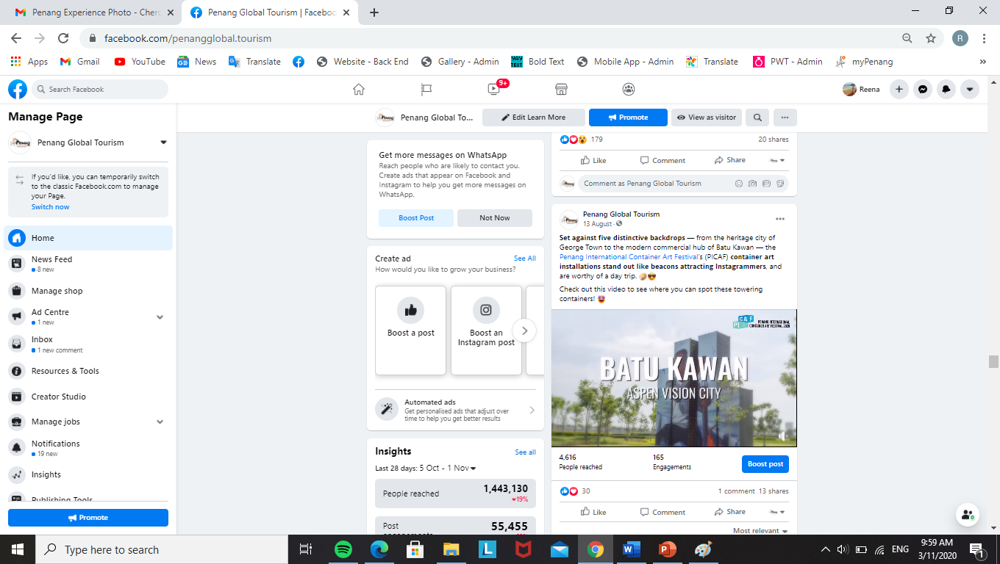 Penang Experience Photo - Cherc
Penang Global Tourism | Facebook
facebook.com/penangglobal.tourism
R
Apps
Gmail
YouTube
News
Translate
Website - Back End
Gallery - Admin
YAY TEXT
Bold Text
Mobile App - Admin
Translate
PWT - Admin
myPenang
»
Search Facebook
9+
Reena
Manage Page
Penang Global Tourism
If you'd like, you can temporarily switch
to the classic Facebook.com to manage
your Page.
Switch now
Home
News Feed
8 new
Manage shop
Ad Centre
1 new
Inbox
1 new comment
Resources & Tools
Creator Studio
Manage jobs
Notifications
19 new
Insights
Publishing Tools
Promote
Penang Global To...
Edit Learn More
Promote
View as visitor
Get more messages on WhatsApp
Reach people who are likely to contact you.
Create ads that appear on Facebook and
Instagram to help you get more messages on
WhatsApp.
Boost Post
Not Now
Create ad
See All
How would you like to grow your business?
Boost a post
Boost an
Instagram post
Automated ads
Get personalised ads that adjust over
time to help you get better results
Insights
See all
Last 28 days: 5 Oct - 1 Nov
People reached
1,443,130
19%
Post
engagements
55,455
179
20 shares
Like
Comment
Share
Comment as Penang Global Tourism
Penang Global Tourism
13 August ·
Set against five distinctive backdrops — from the heritage city of
George Town to the modern commercial hub of Batu Kawan — the
Penang International Container Art Festival's (PICAF) container art
installations stand out like beacons attracting Instagrammers, and
are worthy of a day trip. 🤌😎
Check out this video to see where you can spot these towering
containers! 🤩
PICAF
PENANG INTERNATIONAL
CONTAINER ART FESTIVAL 2020
BATU KAWAN
ASPEN VISION CITY
4,616
People reached
165
Engagements
Boost post
30
1 comment 13 shares
Like
Comment
Share
Most relevant
0
Type here to search
L
W
P
ENG
9:59 AM
3/11/2020
1